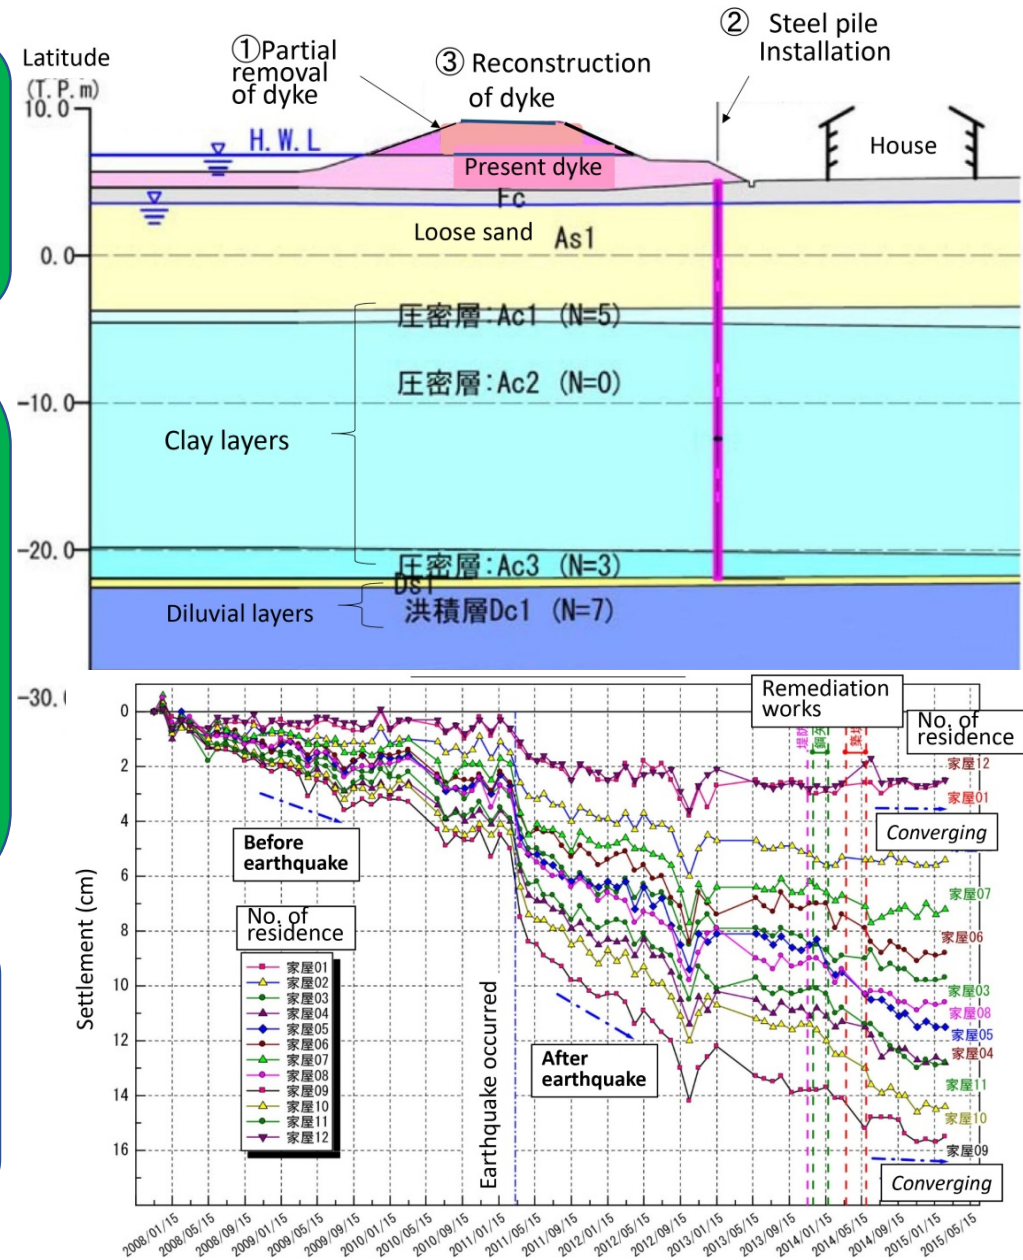 Latitude
(T.P.m)
①Partial
removal
of dyke
③ Reconstruction
of dyke
② Steel pile
Installation
10.0
H.W.L
House
Present dyke
Fc
Loose sand
As1
0.0
圧密層:Ac1 (N=5)
圧密層:Ac2 (N=0)
-10.0
Clay layers
-20.0
圧密層:Ac3 (N=3)
Ds1
Diluvial layers
洪積層Dc1 (N=7)
-30.
Remediation
works
No. of
residence
家屋12
家屋01
Converging
家屋07
家屋06
家屋03
家屋08
家屋05
家屋04
家屋11
家屋10
家屋09
Converging
Before
earthquake
After
earthquake
Earthquake occurred
Settlement (cm)
0
2
4
6
8
10
12
14
16
No. of
residence
家屋01
家屋02
家屋03
家屋04
家屋05
家屋06
家屋07
家屋08
家屋09
家屋10
家屋11
家屋12
2008/01/15
2008/05/15
2008/09/15
2009/01/15
2009/05/15
2009/09/15
2010/01/15
2010/05/15
2010/09/15
2011/01/15
2011/05/15
2011/09/15
2012/01/15
2012/05/15
2012/09/15
2013/01/15
2013/05/15
2013/09/15
2014/01/15
2014/05/15
2014/09/15
2015/01/15
2015/05/15